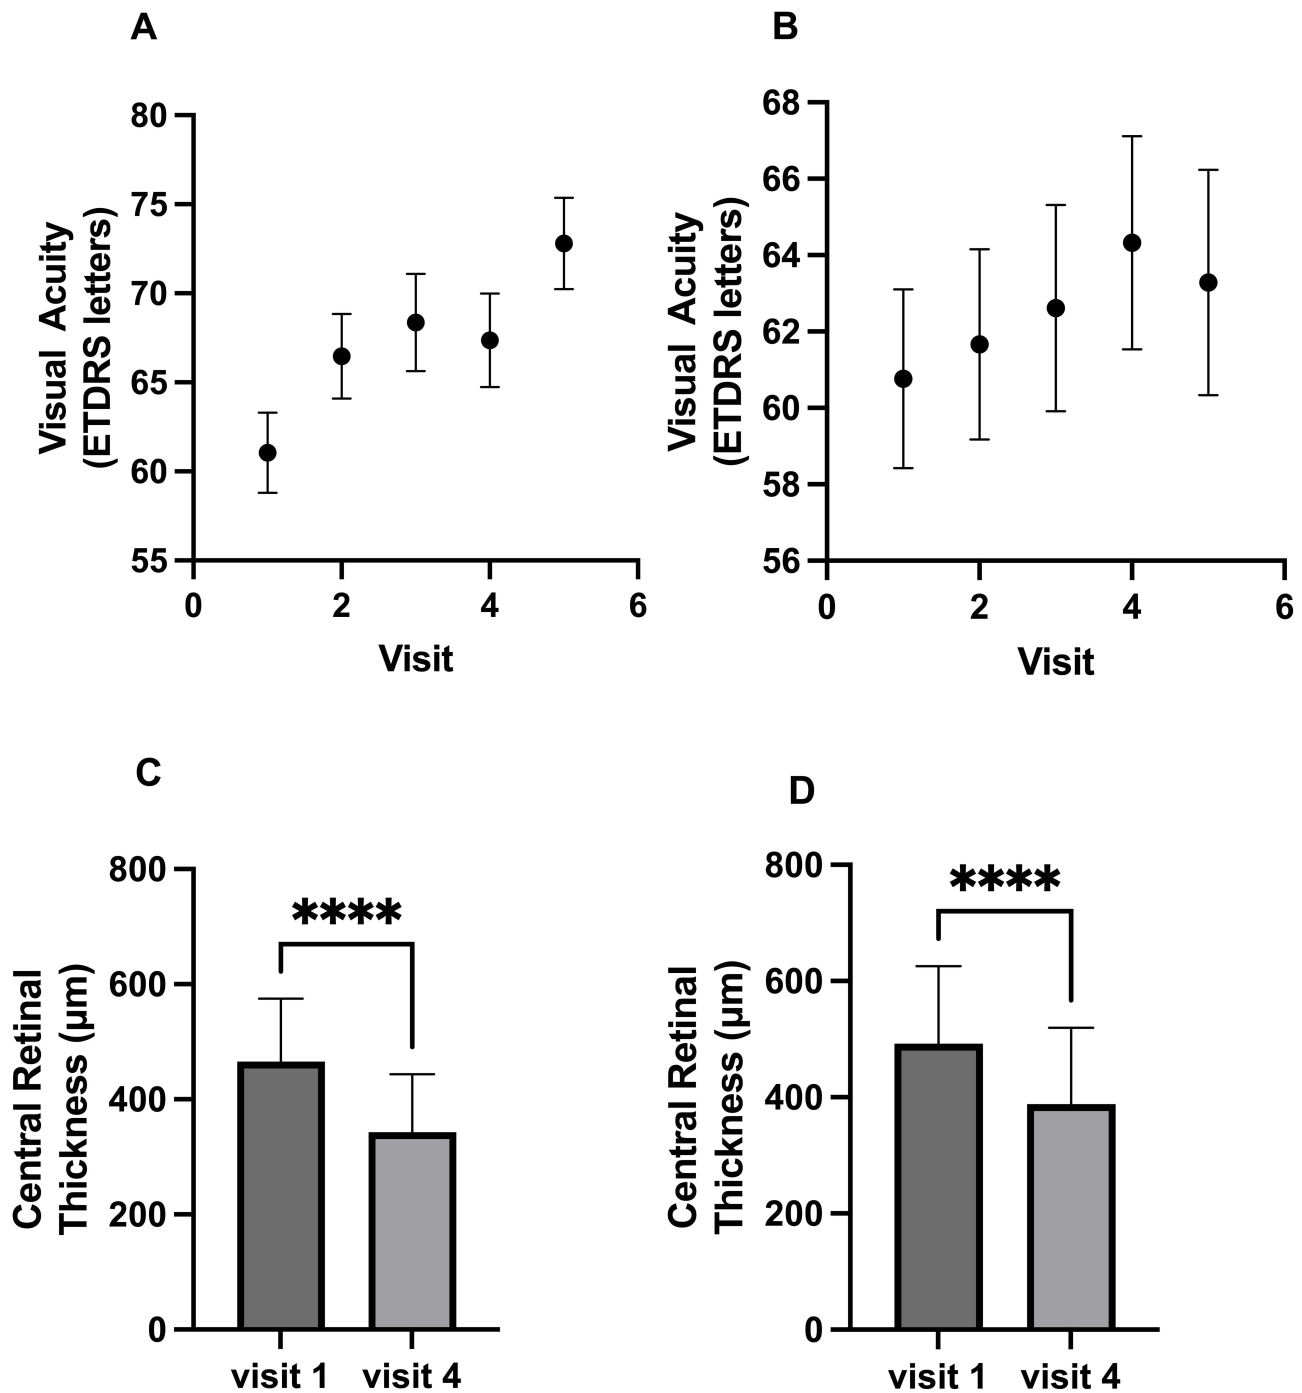 A
80
75
70
65
60
55
0 2 4 6
Visual Acuity
(ETDRS letters)
Visit
B
68
66
64
62
60
58
56
0 2 4 6
Visual Acuity
(ETDRS letters)
Visit
C
800
600
400
200
0
Central Retinal
Thickness (µm)
****
visit 1 visit 4
D
800
600
400
200
0
Central Retinal
Thickness (µm)
****
visit 1 visit 4